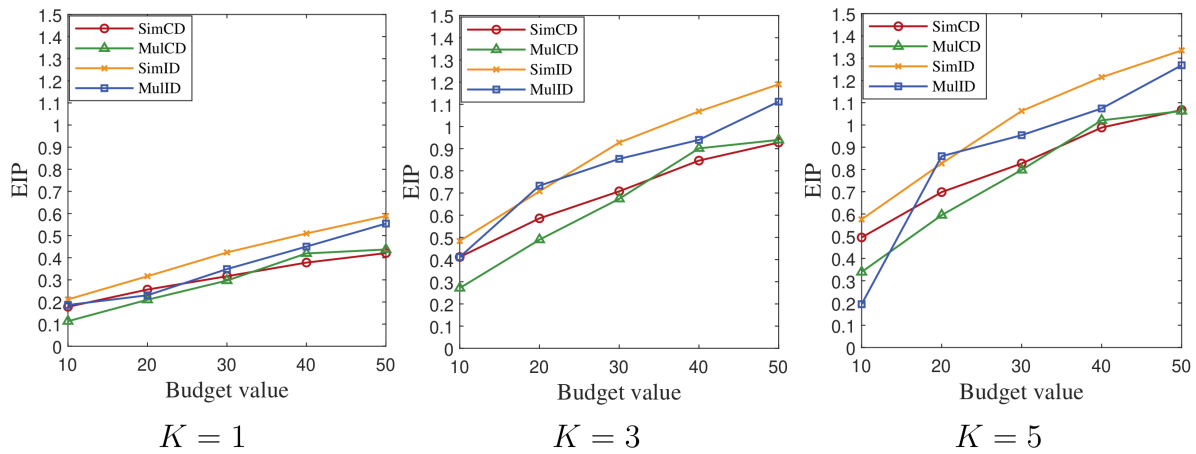 1.5
1.4
1.3
1.2
1.1
1
0.9
0.8
0.7
0.6
0.5
0.4
0.3
0.2
0.1
0
EIP
SimCD
MulCD
SimID
MulID
10 20 30 40 50
Budget value
K = 1
1.5
1.4
1.3
1.2
1.1
1
0.9
0.8
0.7
0.6
0.5
0.4
0.3
0.2
0.1
0
EIP
SimCD
MulCD
SimID
MulID
10 20 30 40 50
Budget value
K = 3
1.5
1.4
1.3
1.2
1.1
1
0.9
0.8
0.7
0.6
0.5
0.4
0.3
0.2
0.1
0
EIP
SimCD
MulCD
SimID
MulID
10 20 30 40 50
Budget value
K = 5